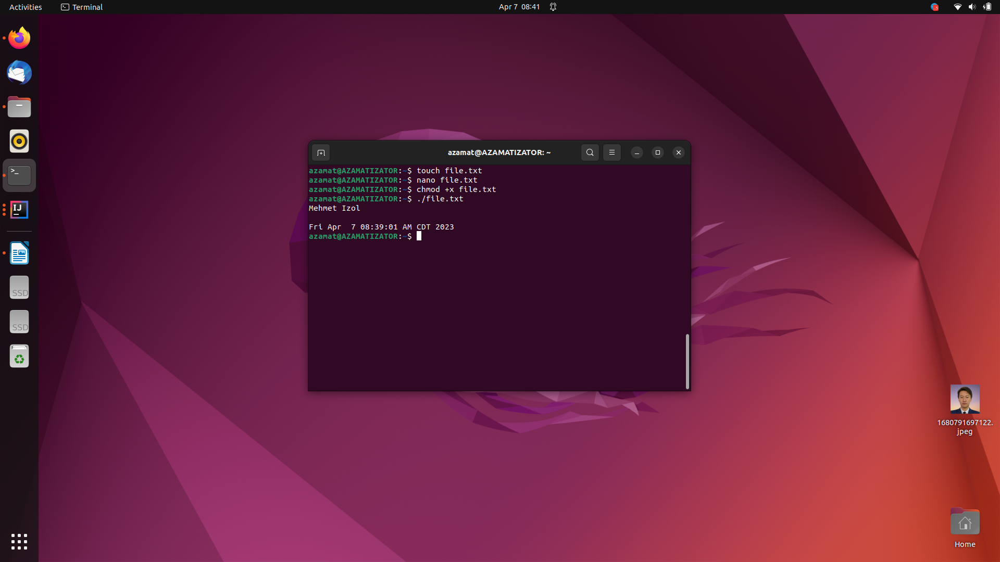 Activities
Terminal
Apr 7 08:41
azamat@AZAMATIZATOR: ~
azamat@AZAMATIZATOR:~$ touch file.txt
azamat@AZAMATIZATOR:~$ nano file.txt
azamat@AZAMATIZATOR:~$ chmod +x file.txt
azamat@AZAMATIZATOR:~$ ./file.txt
Mehmet Izol
Fri Apr  7 08:39:01 AM CDT 2023
azamat@AZAMATIZATOR:~$
>_
IJ
SSD
SSD
1680791697122.
jpeg
Home